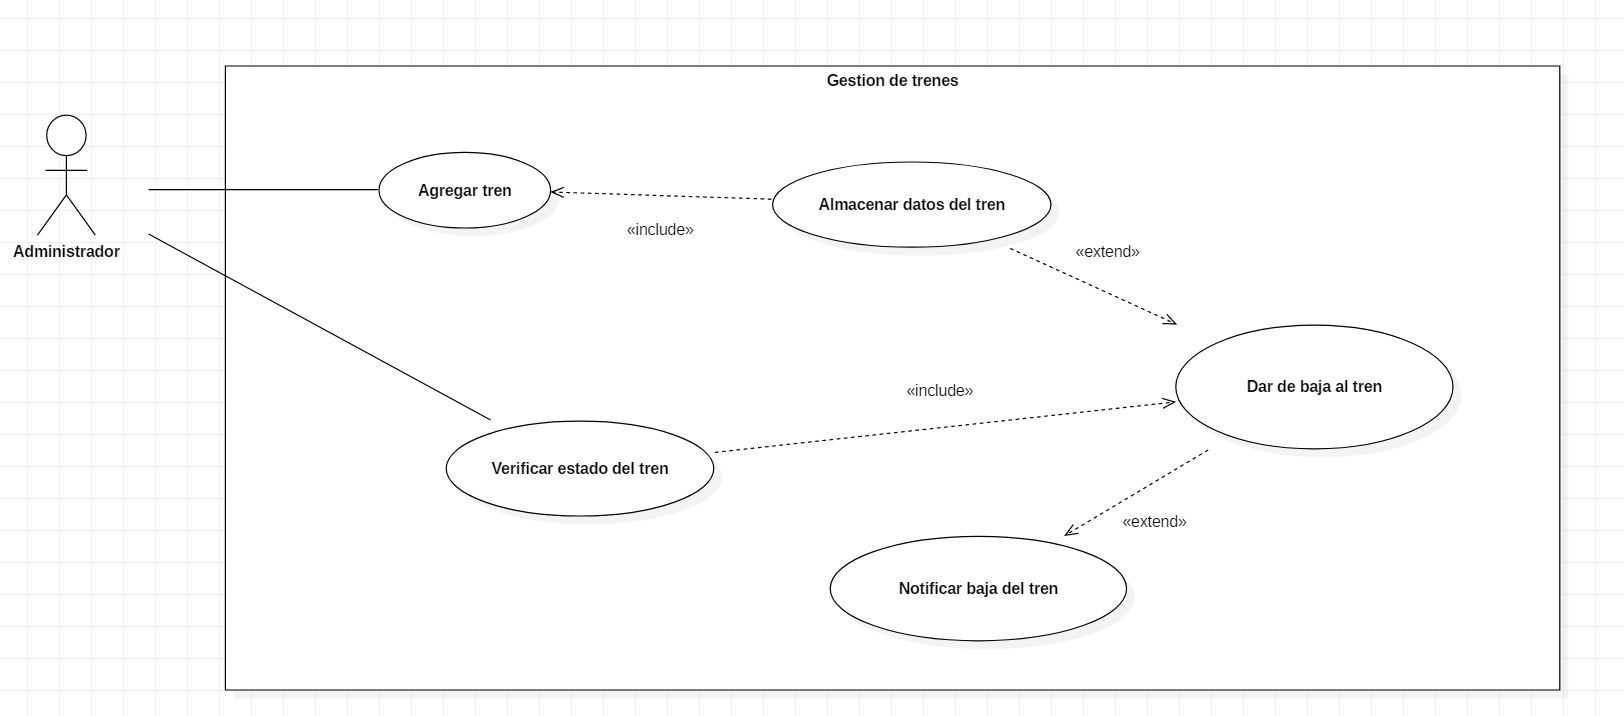 Gestion de trenes
Agregar tren
Almacenar datos del tren
«include»
«extend»
Administrador
Dar de baja al tren
«include»
Verificar estado del tren
«extend»
Notificar baja del tren